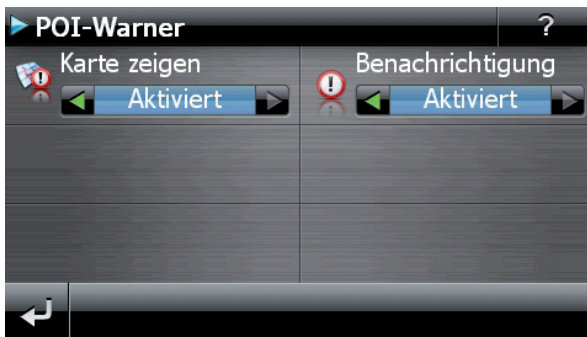 POI-Warner ?
Karte zeigen
Aktiviert
Benachrichtigung
Aktiviert